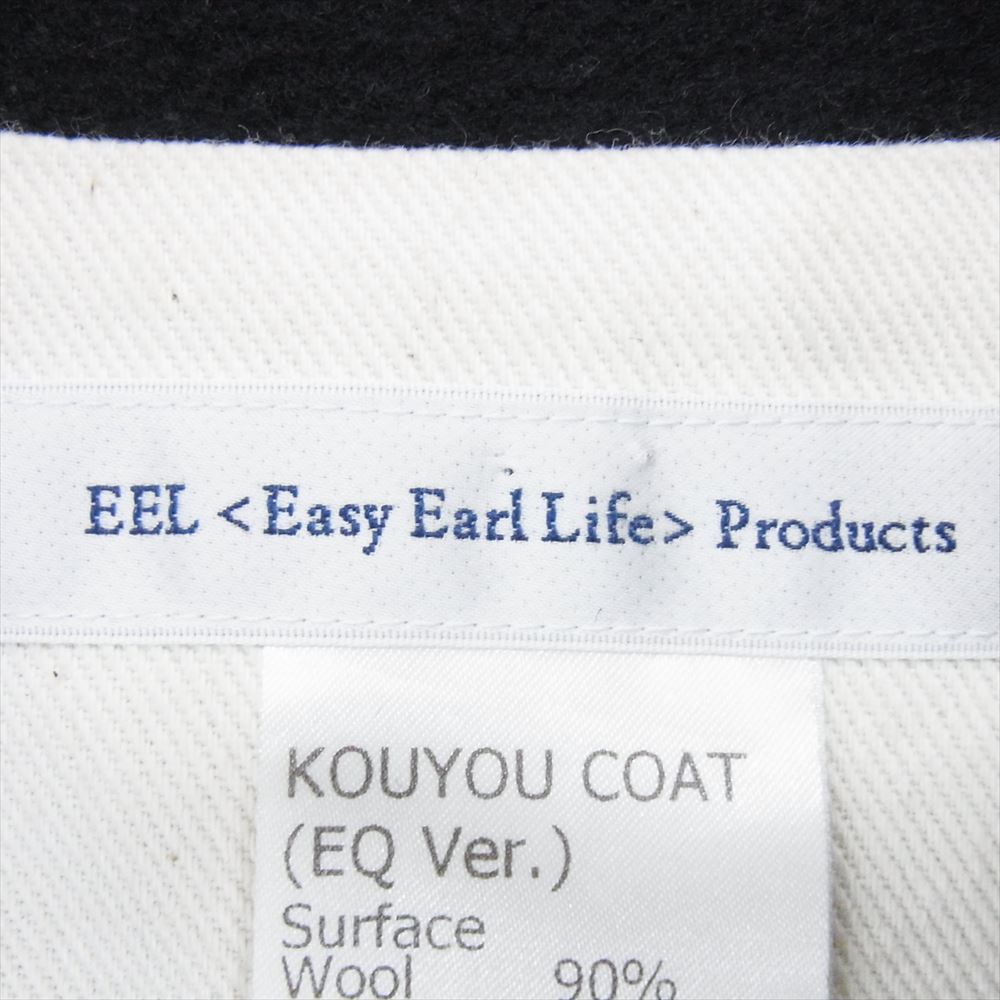 EEL <Easy Earl Life> Products
KOUYOU COAT
(EQ Ver.)
Surface
Wool 90%